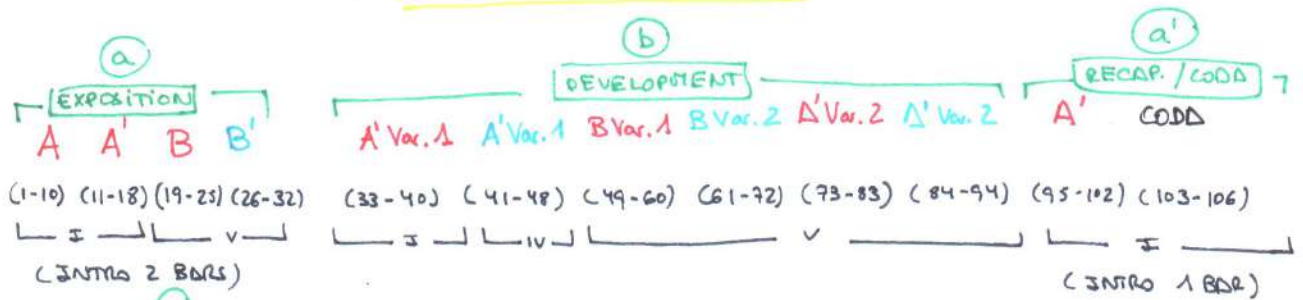 a b a'
EXPOSITION DEVELOPMENT RECAP. / CODA
A A' B B' A' Var. 1 A' Var. 1 B Var. 1 B Var. 2 A' Var. 2 A' Var. 2 A' CODA
(1-10) (11-18) (19-25) (26-32) (33-40) (41-48) (49-60) (61-72) (73-83) (84-94) (95-102) (103-106)
I V I IV V I
(INTRO 2 BARS) (INTRO 1 BAR)